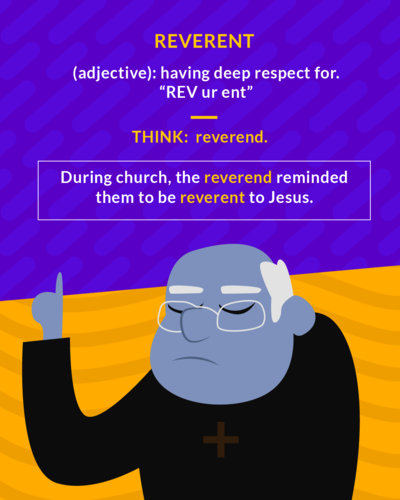 REVERENT
(adjective): having deep respect for.
“REV ur ent”
THINK: reverend.
During church, the reverend reminded
them to be reverent to Jesus.